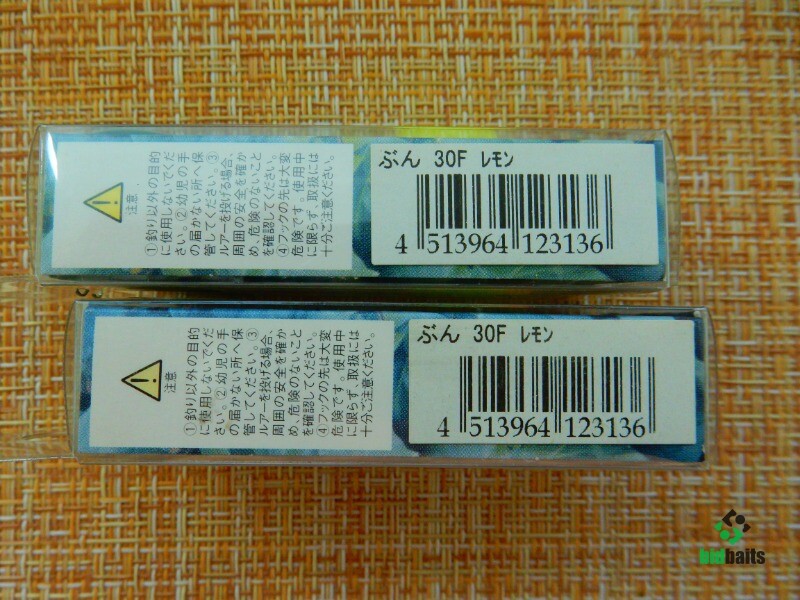 注意
①釣り以外の目的
に使用しないでくだ
さい。②幼児の手
の届かない所へ保
管してください。③
ルアーを投げる場合、
周囲の安全を確か
め、危険のないこと
を確認してください。
④フックの先は大変
危険です。使用中
に限らず、取扱には
十分ご注意ください。
ぶん 30F レモン
4 513964 123136
注意
①釣り以外の目的
に使用しないでくだ
さい。②幼児の手
の届かない所へ保
管してください。③
ルアーを投げる場合、
周囲の安全を確か
め、危険のないこと
を確認してください。
④フックの先は大変
危険です。使用中
に限らず、取扱には
十分ご注意ください。
ぶん 30F レモン
4 513964 123136
bidbaits